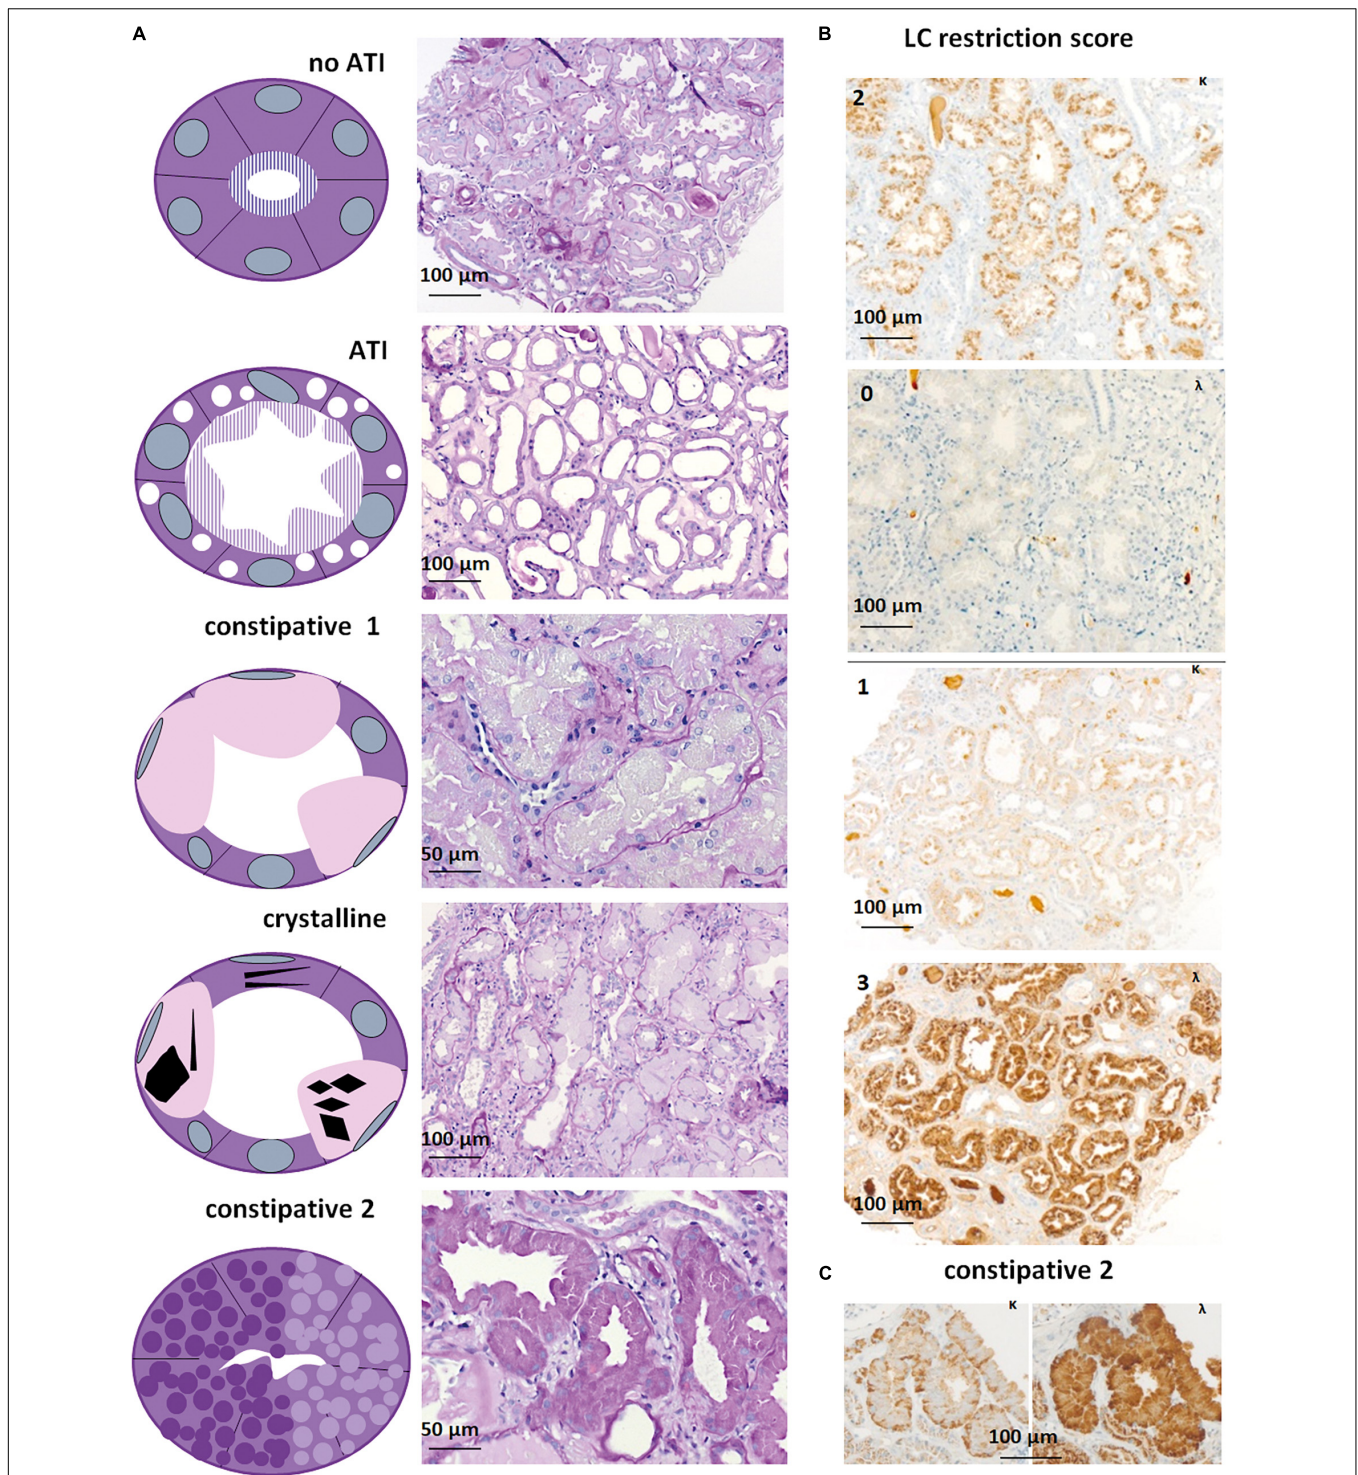 A
no ATI
100 µm
ATI
100 µm
constipative 1
50 µm
crystalline
100 µm
constipative 2
50 µm
B
LC restriction score
2
κ
100 µm
0
λ
100 µm
1
κ
100 µm
3
λ
100 µm
C
constipative 2
κ
λ
100 µm